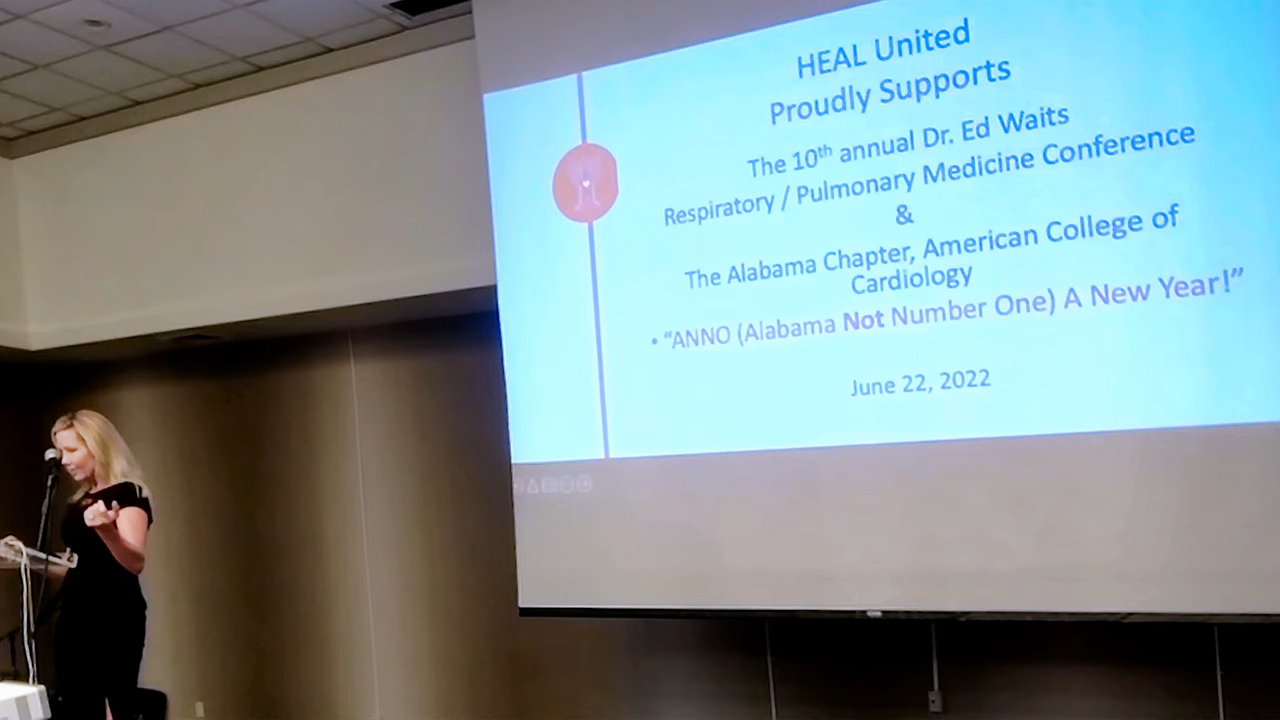 HEAL United
Proudly Supports
The 10th annual Dr. Ed Waits
Respiratory / Pulmonary Medicine Conference
&
The Alabama Chapter, American College of
Cardiology
• “ANNO (Alabama Not Number One) A New Year!”
June 22, 2022